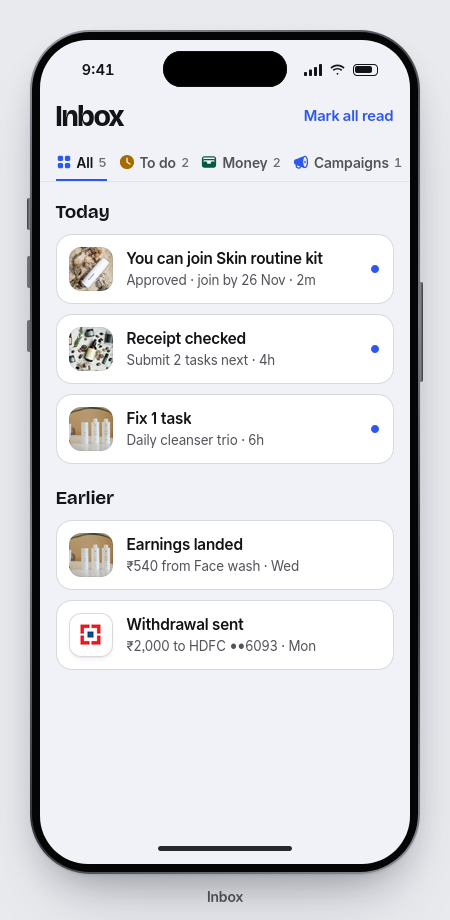 9:41
Inbox
Mark all read
All 5
To do 2
Money 2
Campaigns 1
Today
You can join Skin routine kit
Approved · join by 26 Nov · 2m
Receipt checked
Submit 2 tasks next · 4h
Fix 1 task
Daily cleanser trio · 6h
Earlier
Earnings landed
₹540 from Face wash · Wed
Withdrawal sent
₹2,000 to HDFC ••6093 · Mon
Inbox